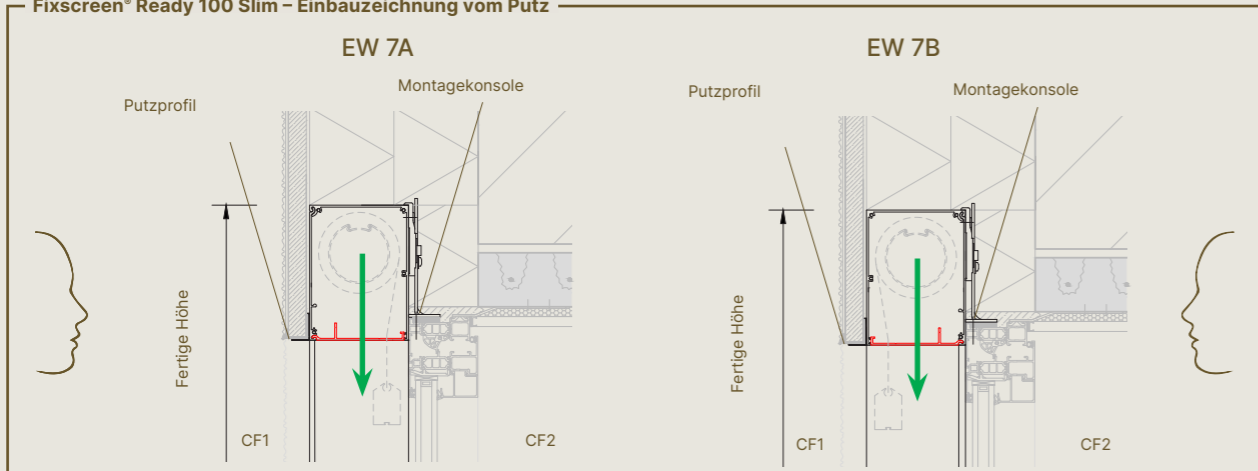 Fixscreen® Ready 100 Slim – Einbauzeichnung vom Putz
EW 7A
EW 7B
Putzprofil
Montagekonsole
Putzprofil
Montagekonsole
Fertige Höhe
Fertige Höhe
CF1
CF2
CF1
CF2